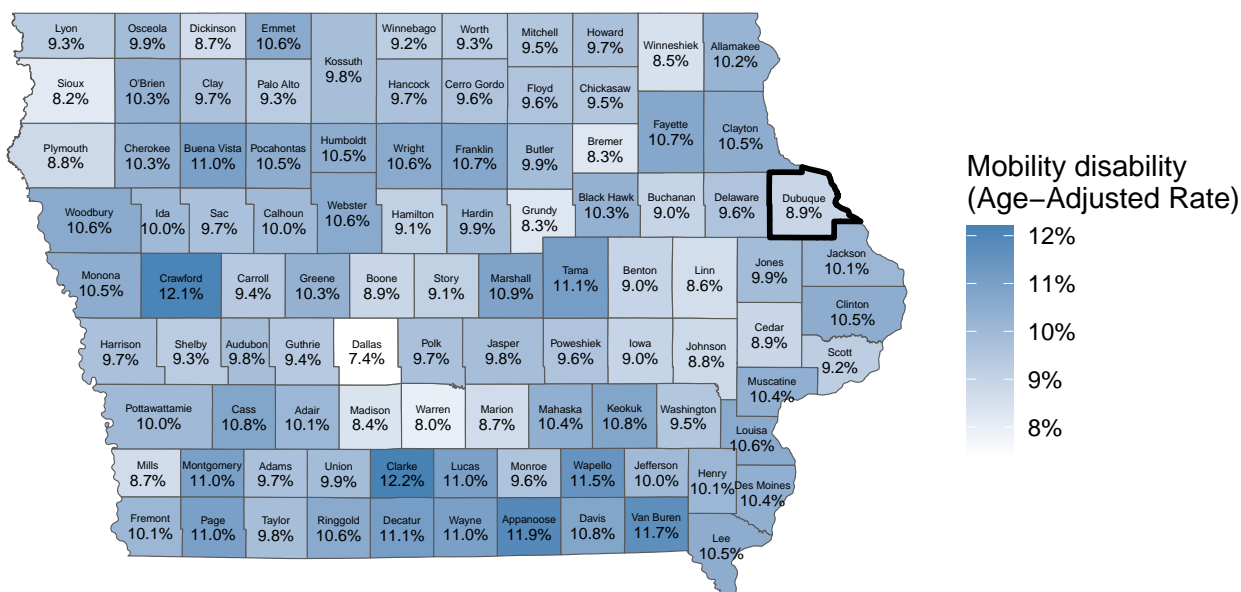 Lyon
9.3%
Osceola
9.9%
Dickinson
8.7%
Emmet
10.6%
Kossuth
9.8%
Winnebago
9.2%
Worth
9.3%
Mitchell
9.5%
Howard
9.7%
Winneshiek
8.5%
Allamakee
10.2%
Sioux
8.2%
O'Brien
10.3%
Clay
9.7%
Palo Alto
9.3%
Hancock
9.7%
Cerro Gordo
9.6%
Floyd
9.6%
Chickasaw
9.5%
Fayette
10.7%
Clayton
10.5%
Plymouth
8.8%
Cherokee
10.3%
Buena Vista
11.0%
Pocahontas
10.5%
Humboldt
10.5%
Wright
10.6%
Franklin
10.7%
Butler
9.9%
Bremer
8.3%
Woodbury
10.6%
Ida
10.0%
Sac
9.7%
Calhoun
10.0%
Webster
10.6%
Hamilton
9.1%
Hardin
9.9%
Grundy
8.3%
Black Hawk
10.3%
Buchanan
9.0%
Delaware
9.6%
Dubuque
8.9%
Monona
10.5%
Crawford
12.1%
Carroll
9.4%
Greene
10.3%
Boone
8.9%
Story
9.1%
Marshall
10.9%
Tama
11.1%
Benton
9.0%
Linn
8.6%
Jones
9.9%
Jackson
10.1%
Clinton
10.5%
Harrison
9.7%
Shelby
9.3%
Audubon
9.8%
Guthrie
9.4%
Dallas
7.4%
Polk
9.7%
Jasper
9.8%
Poweshiek
9.6%
Iowa
9.0%
Johnson
8.8%
Cedar
8.9%
Scott
9.2%
Muscatine
10.4%
Pottawattamie
10.0%
Cass
10.8%
Adair
10.1%
Madison
8.4%
Warren
8.0%
Marion
8.7%
Mahaska
10.4%
Keokuk
10.8%
Washington
9.5%
Louisa
10.6%
Mills
8.7%
Montgomery
11.0%
Adams
9.7%
Union
9.9%
Clarke
12.2%
Lucas
11.0%
Monroe
9.6%
Wapello
11.5%
Jefferson
10.0%
Henry
10.1%
Des Moines
10.4%
Fremont
10.1%
Page
11.0%
Taylor
9.8%
Ringgold
10.6%
Decatur
11.1%
Wayne
11.0%
Appanoose
11.9%
Davis
10.8%
Van Buren
11.7%
Lee
10.5%
Mobility disability
(Age−Adjusted Rate)
12%
11%
10%
9%
8%